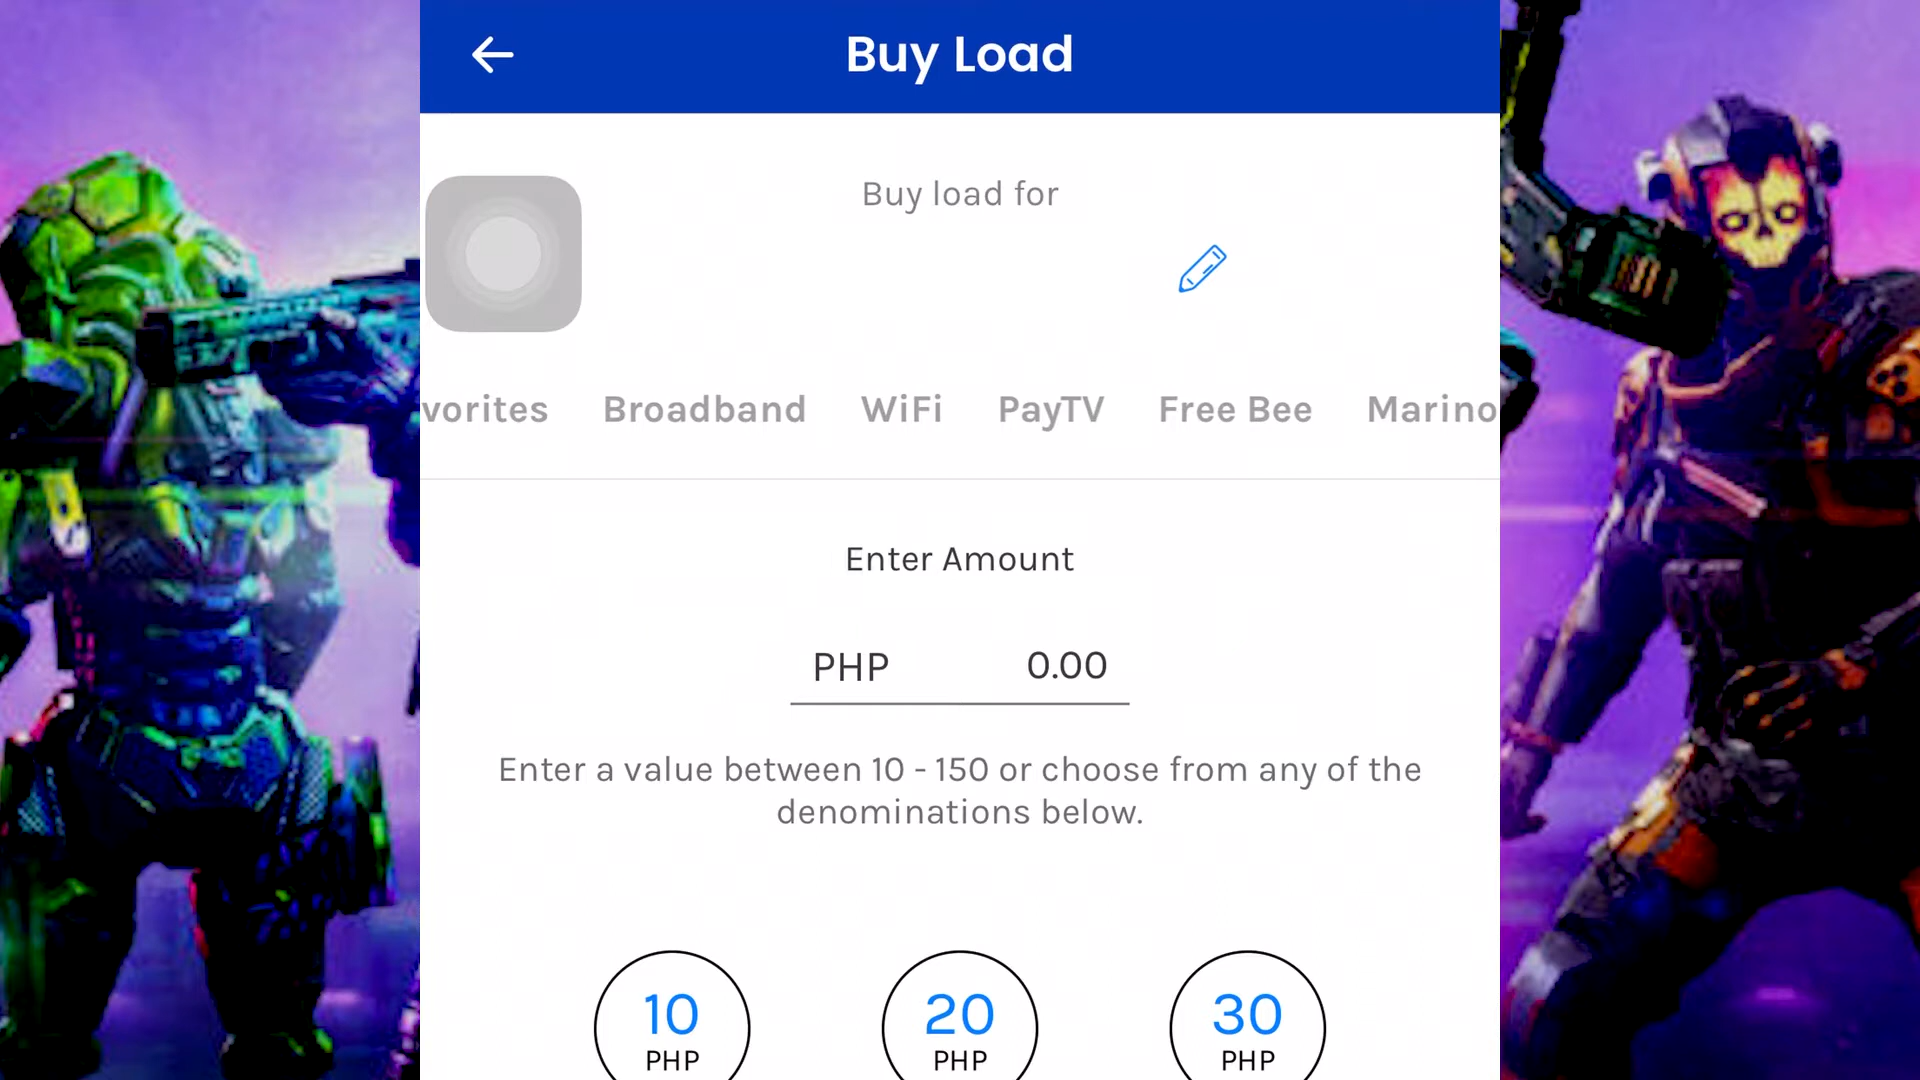 Buy Load
Buy load for
vorites Broadband WiFi PayTV Free Bee Marino
Enter Amount
PHP 0.00
Enter a value between 10 - 150 or choose from any of the
denominations below.
10 20 30
PHP PHP PHP